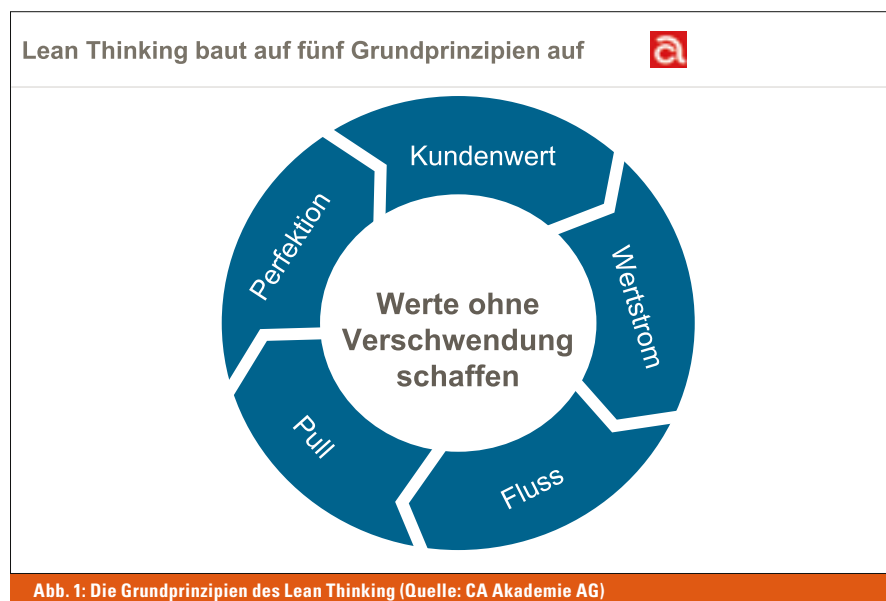 Lean Thinking baut auf fünf Grundprinzipien auf
a
Kundenwert
Wertstrom
Fluss
Pull
Perfektion
Werte ohne
Verschwendung
schaffen
Abb. 1: Die Grundprinzipien des Lean Thinking (Quelle: CA Akademie AG)